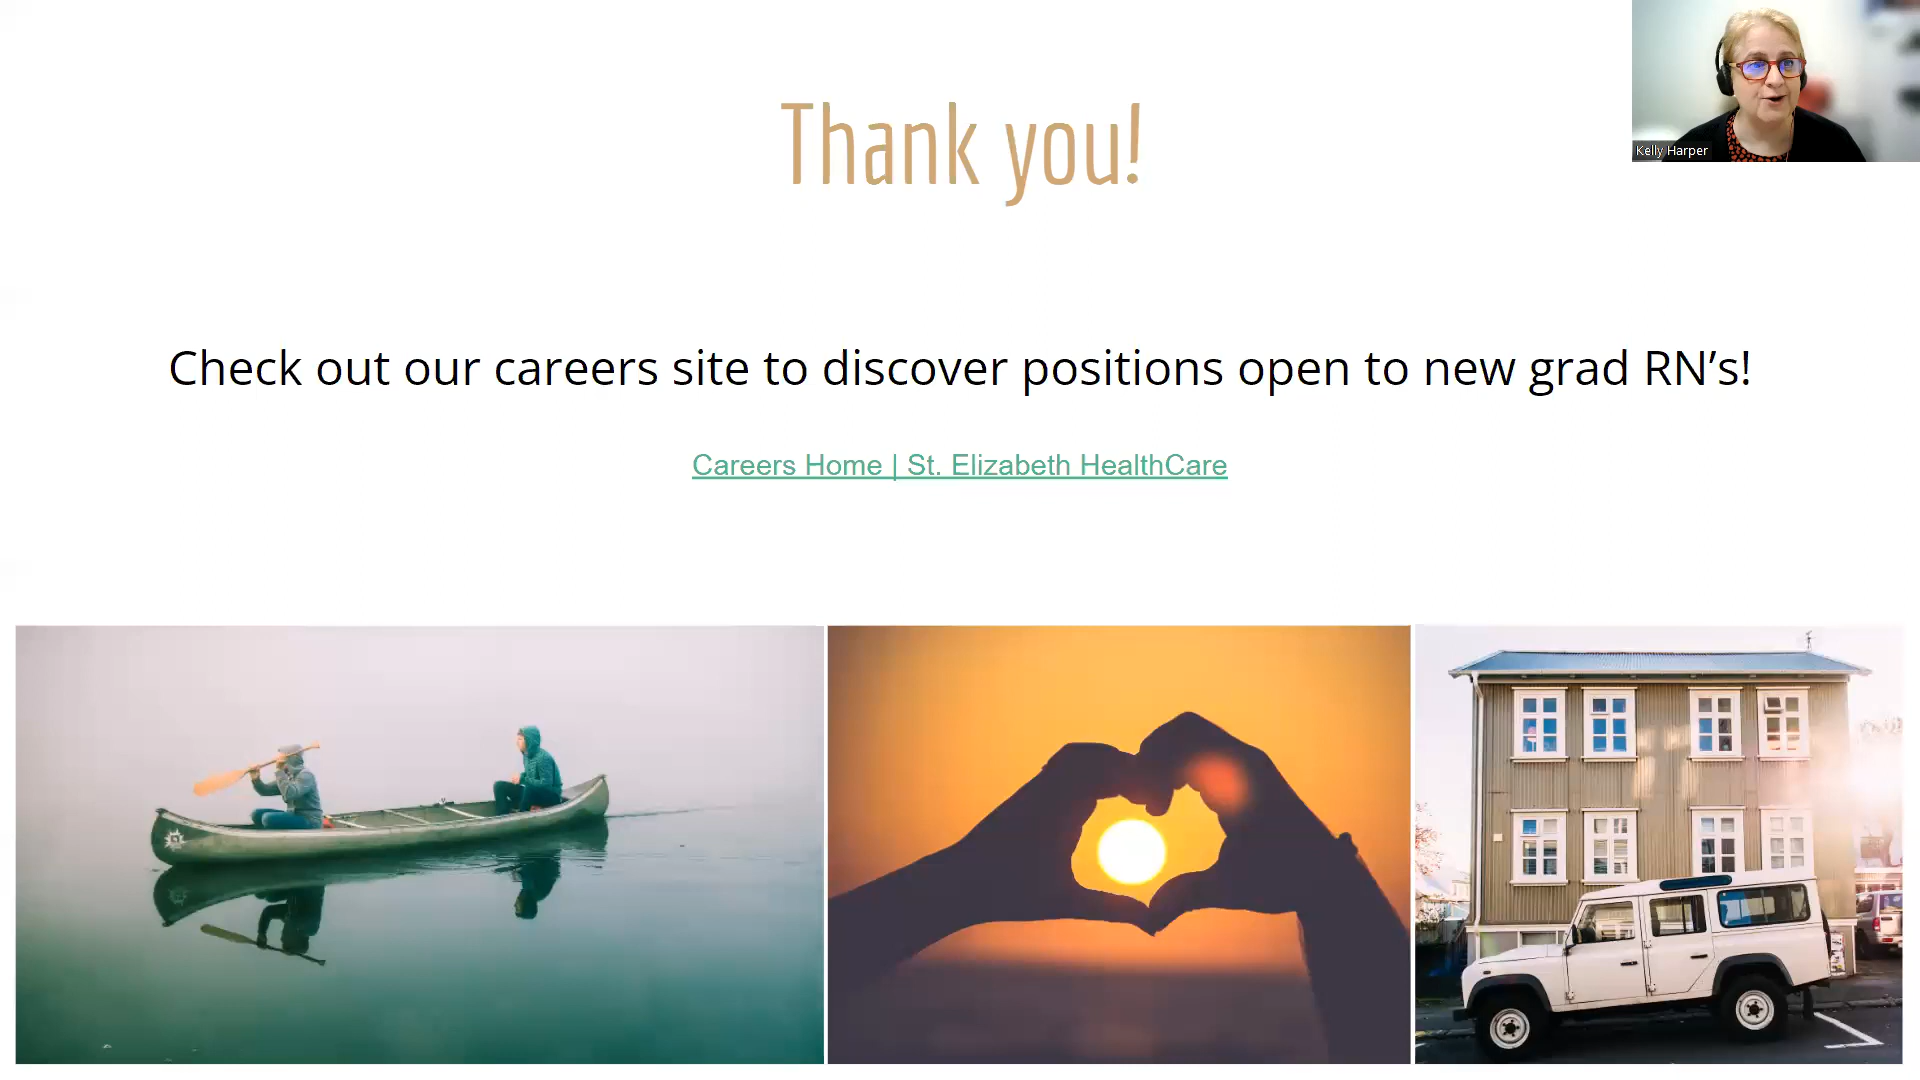 Thank you!
Kelly Harper
Check out our careers site to discover positions open to new grad RN’s!
Careers Home | St. Elizabeth HealthCare